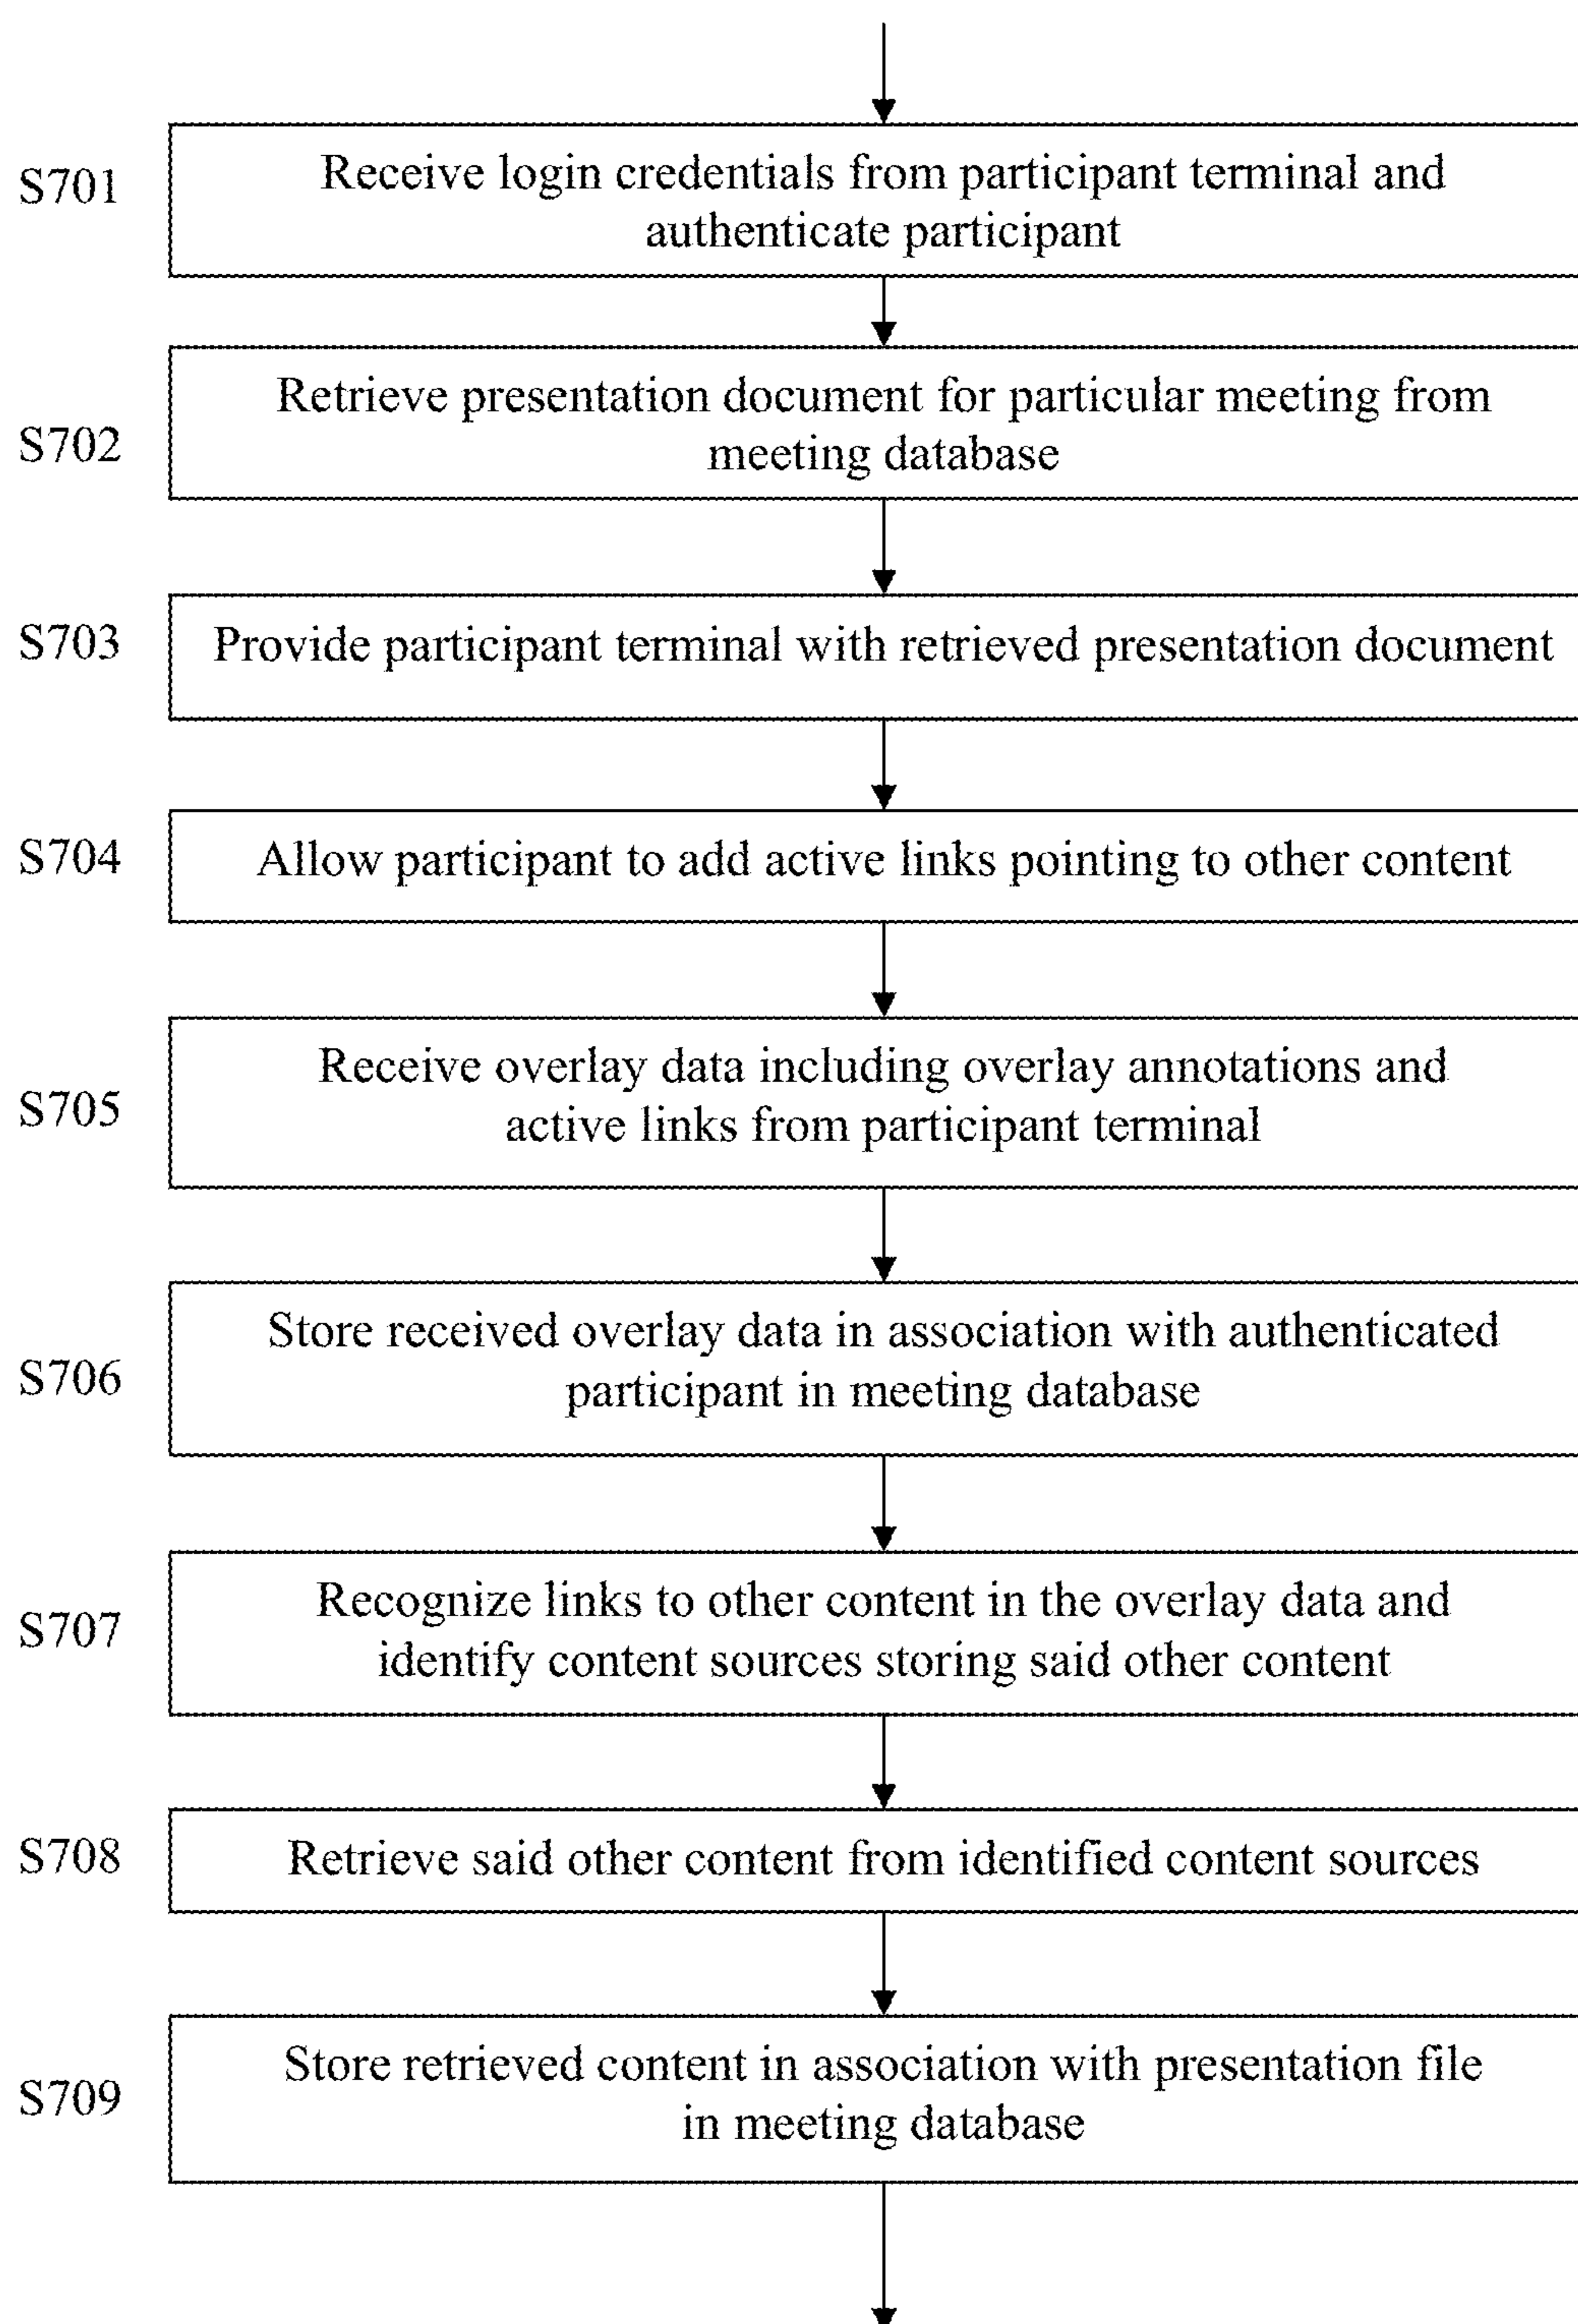 S701
Receive login credentials from participant terminal and
authenticate participant
S702
Retrieve presentation document for particular meeting from
meeting database
S703
Provide participant terminal with retrieved presentation document
S704
Allow participant to add active links pointing to other content
S705
Receive overlay data including overlay annotations and
active links from participant terminal
S706
Store received overlay data in association with authenticated
participant in meeting database
S707
Recognize links to other content in the overlay data and
identify content sources storing said other content
S708
Retrieve said other content from identified content sources
S709
Store retrieved content in association with presentation file
in meeting database